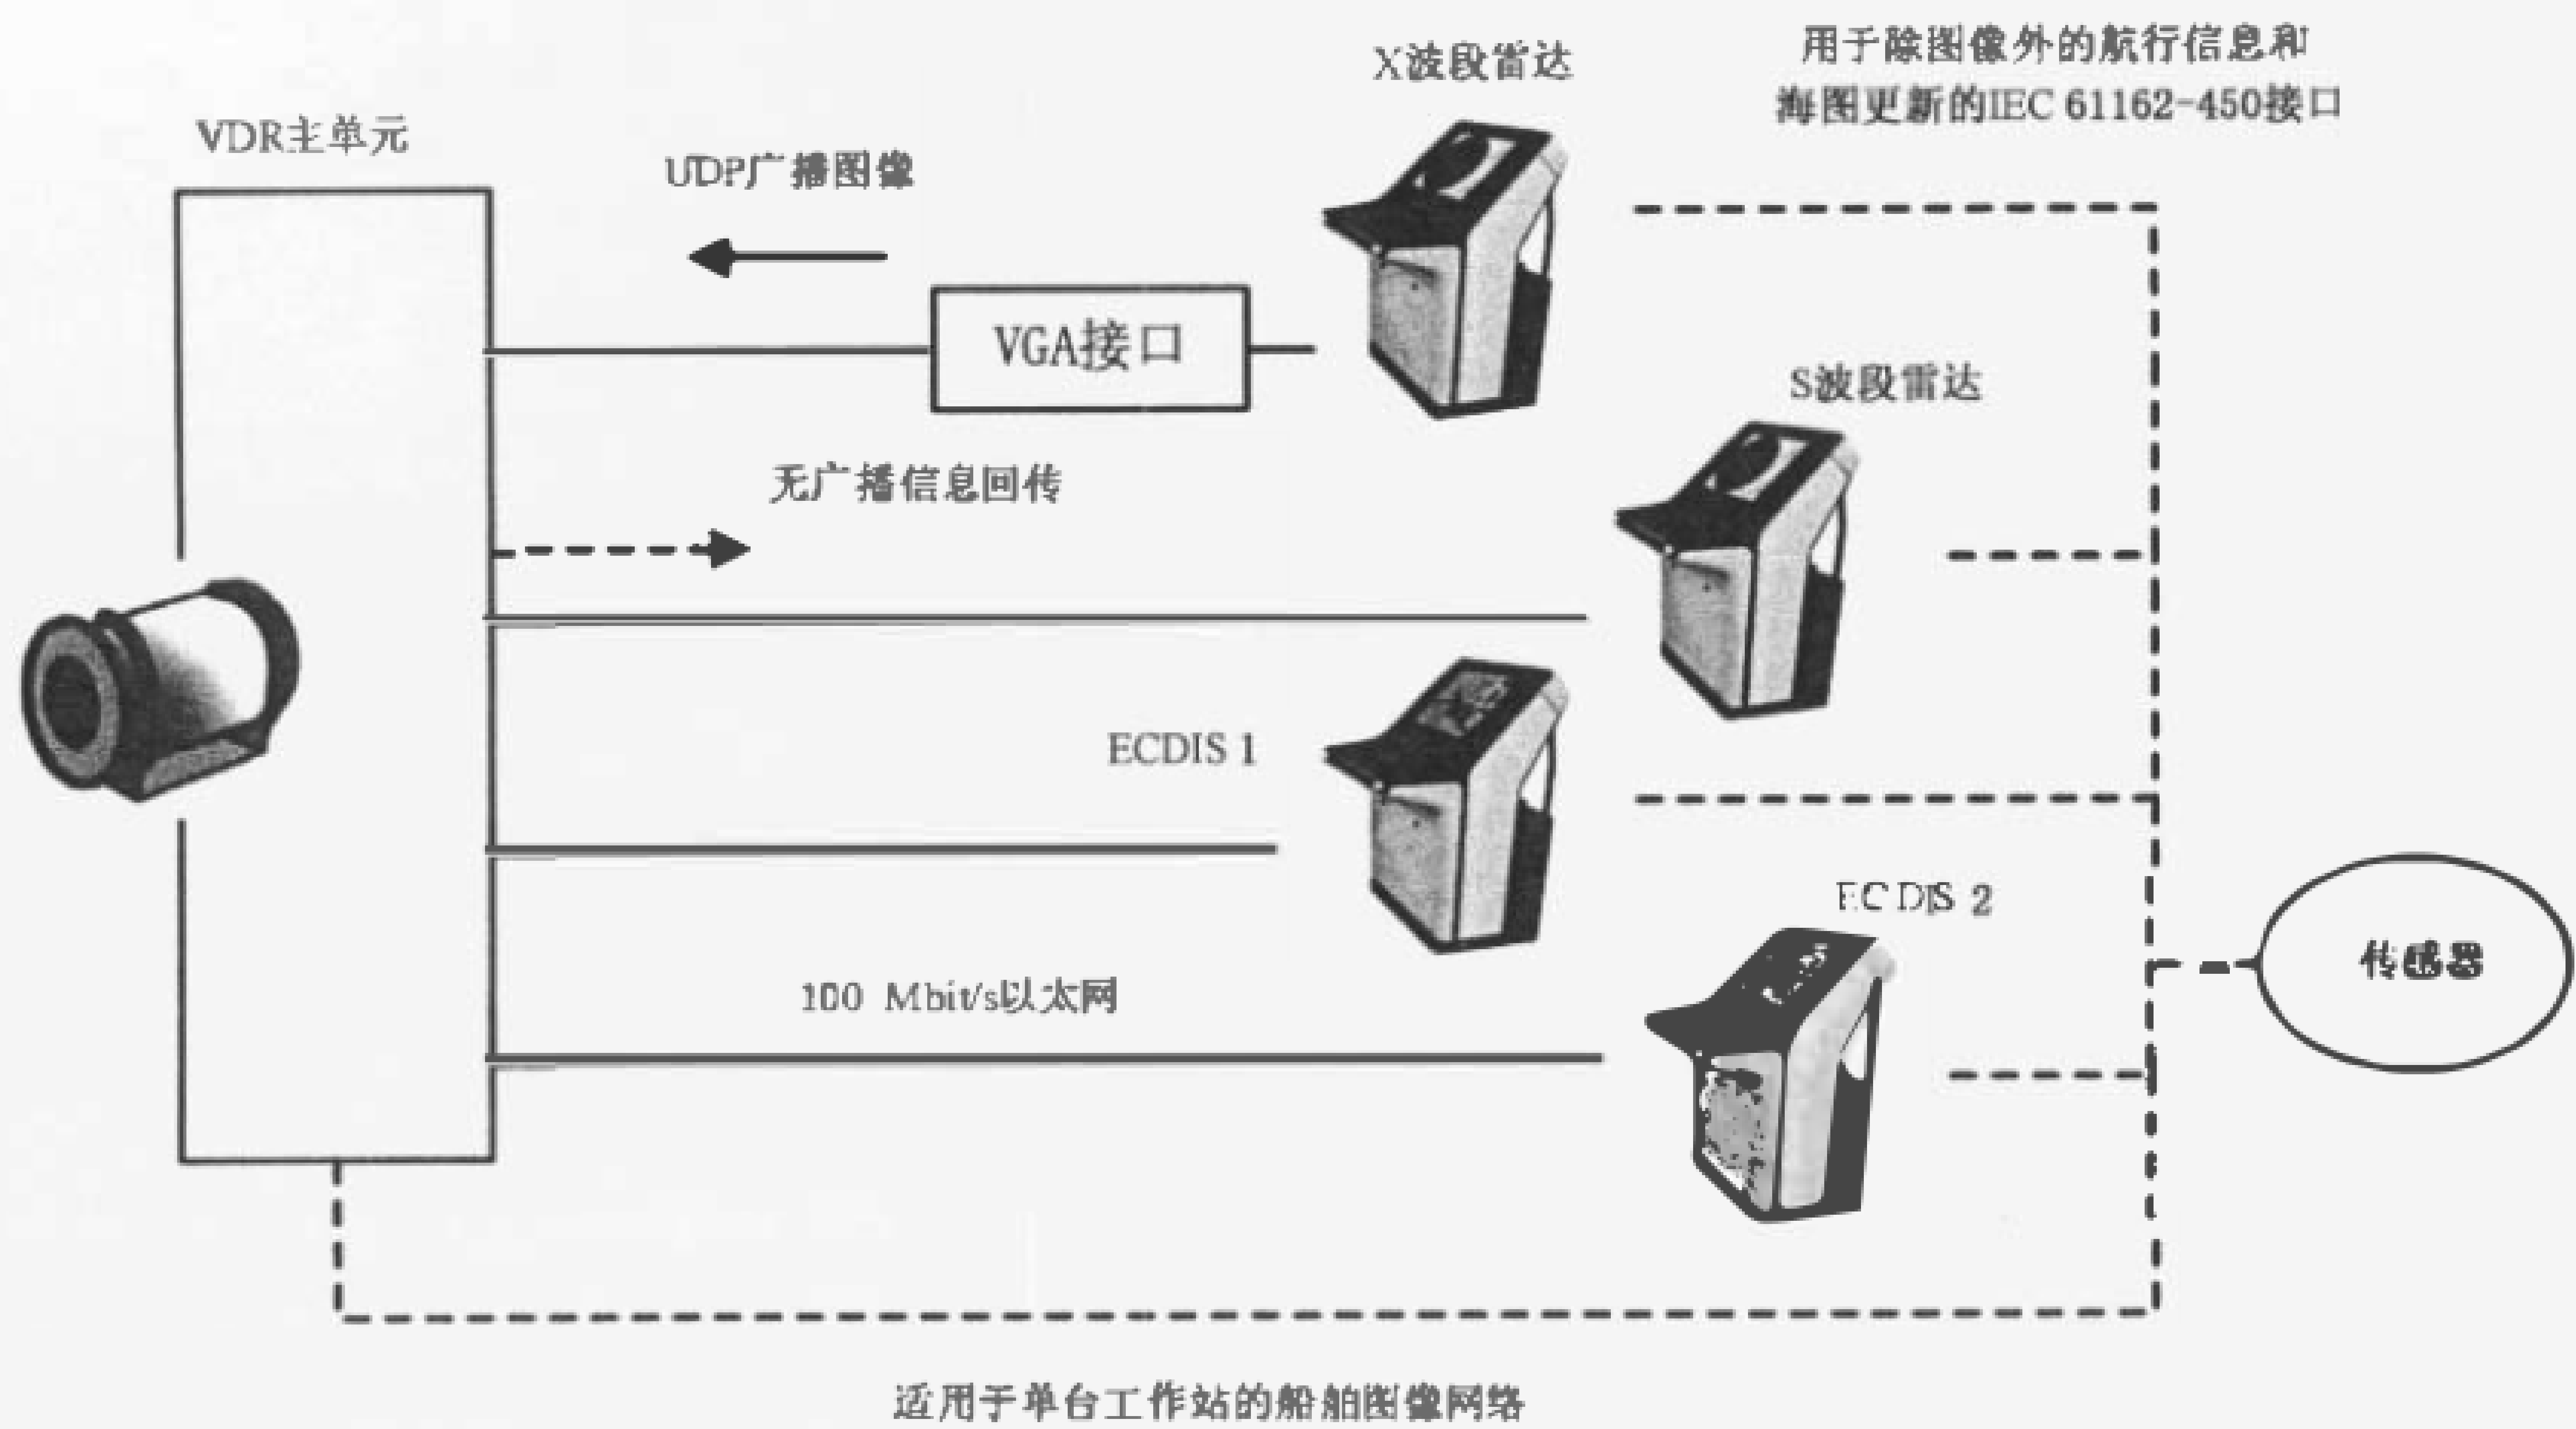 X波段雷达
用于除图像外的航行信息和
海图更新的IEC 61162-450接口
VDR主单元
UDP广播图像
VGA接口
S波段雷达
无广播信息回传
ECDIS 1
ECDIS 2
传感器
100 Mbit/s以太网
适用于单台工作站的船舶图像网络